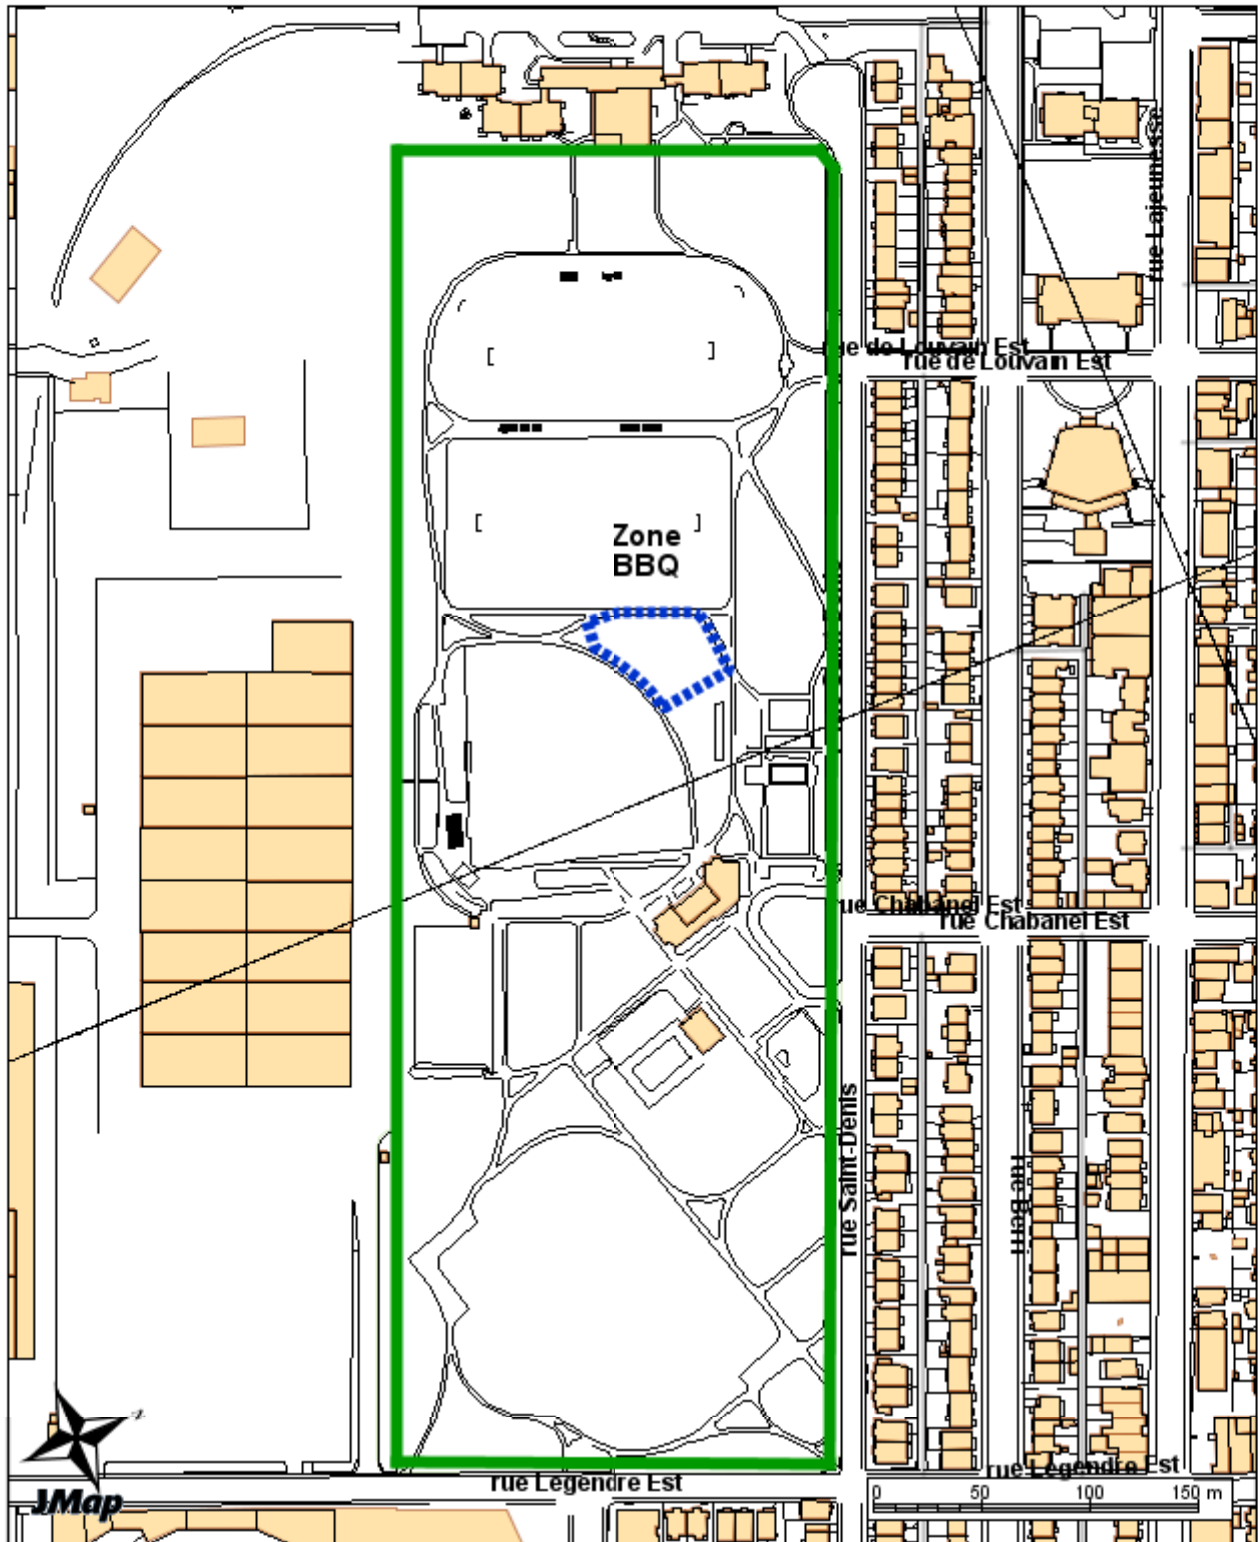 rue Lajeunesse
rue de Louvain Est
rue de Louvain Est
Zone
BBQ
rue Chabanel Est
rue Chabanel Est
rue Saint-Denis
rue Berri
rue Legendre Est
rue Legendre Est
0 50 100 150 m
JMap